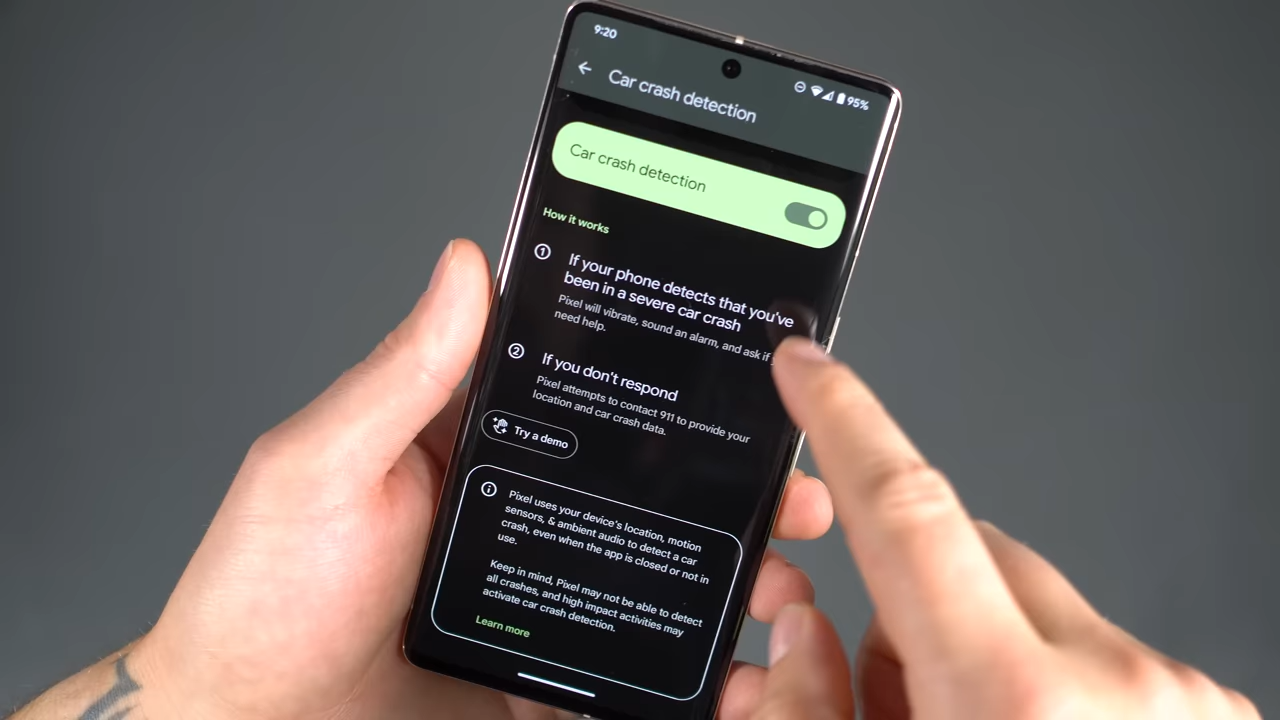 9:20
95%
Car crash detection
Car crash detection
How it works
1
If your phone detects that you've
been in a severe car crash
Pixel will vibrate, sound an alarm, and ask if
need help.
2
If you don't respond
Pixel attempts to contact 911 to provide your
location and car crash data.
Try a demo
Pixel uses your device's location, motion
sensors, & ambient audio to detect a car
crash, even when the app is closed or not in
use.
Keep in mind, Pixel may not be able to detect
all crashes, and high impact activities may
activate car crash detection.
Learn more